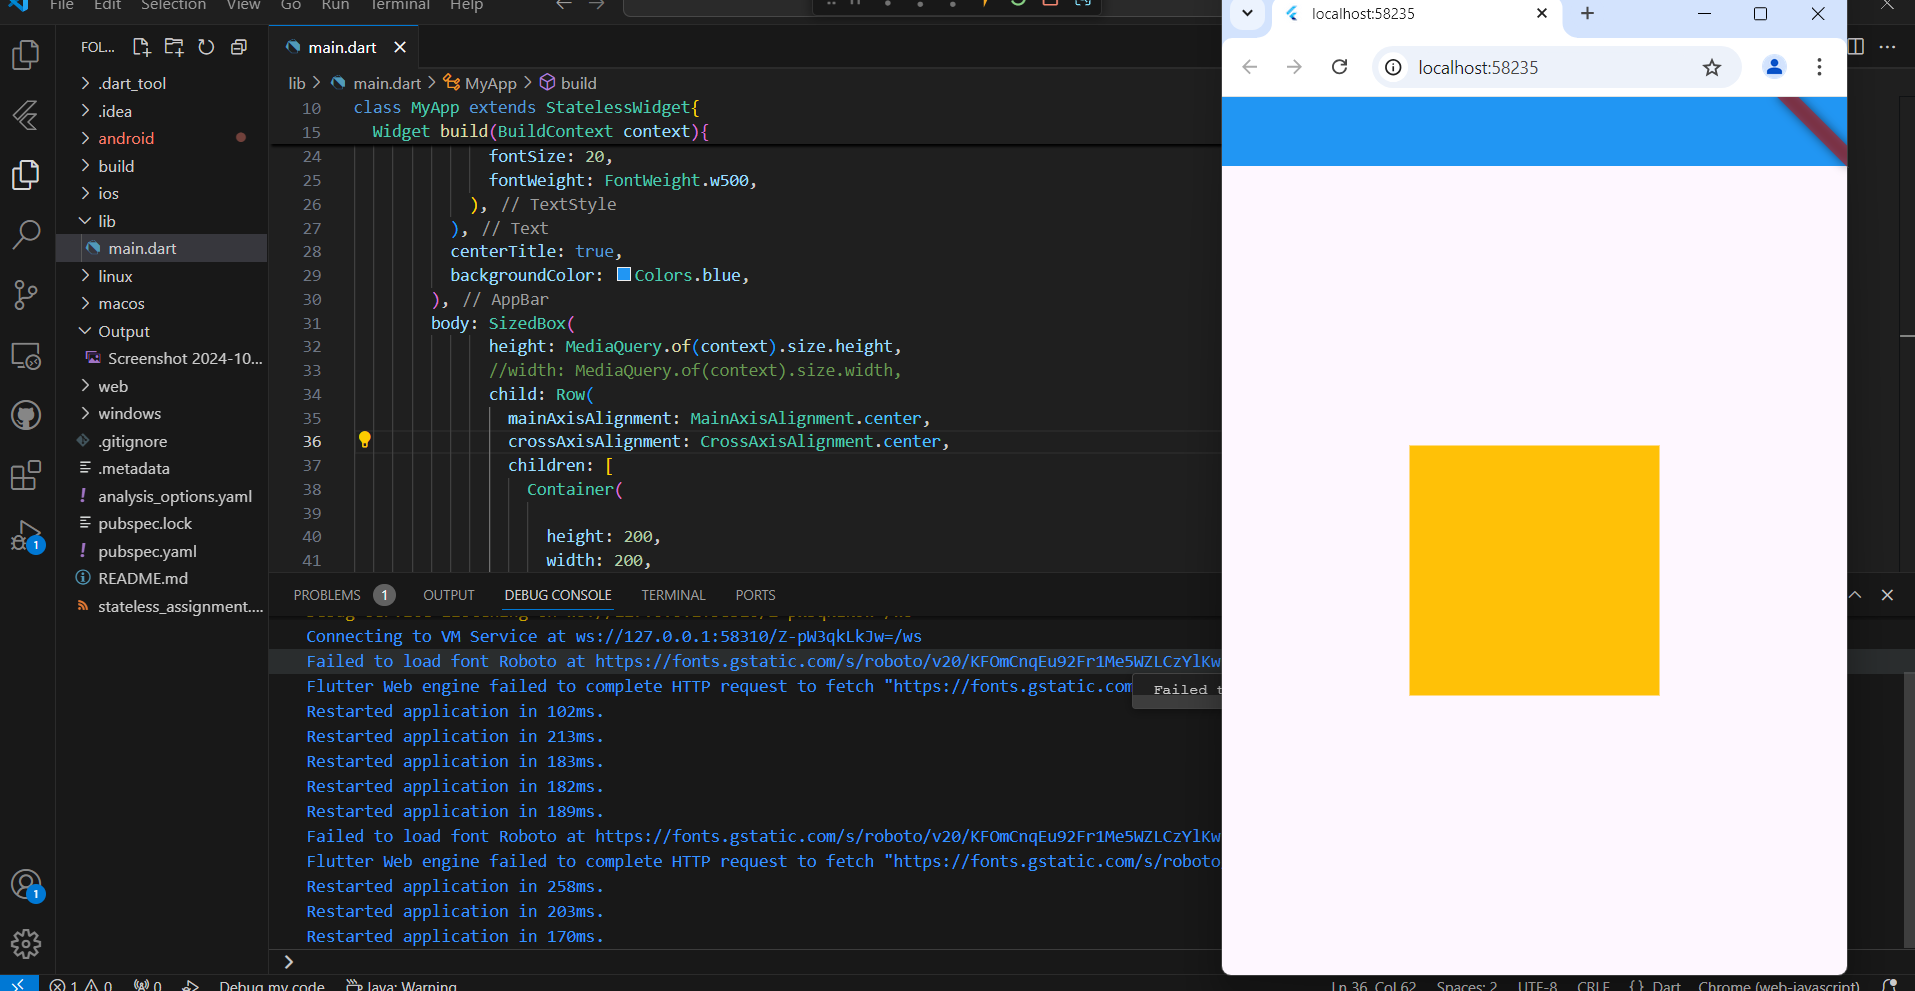 File Edit Selection View Go Run Terminal Help
FOL...
.dart_tool
.idea
android
build
ios
lib
main.dart
linux
macos
Output
Screenshot 2024-10...
web
windows
.gitignore
.metadata
analysis_options.yaml
pubspec.lock
pubspec.yaml
README.md
stateless_assignment....
1
1
main.dart
lib > main.dart > MyApp > build
10 class MyApp extends StatelessWidget{
15 Widget build(BuildContext context){
24 fontSize: 20,
25 fontWeight: FontWeight.w500,
26 ), // TextStyle
27 ), // Text
28 centerTitle: true,
29 backgroundColor: Colors.blue,
30 ), // AppBar
31 body: SizedBox(
32 height: MediaQuery.of(context).size.height,
33 //width: MediaQuery.of(context).size.width,
34 child: Row(
35 mainAxisAlignment: MainAxisAlignment.center,
36 crossAxisAlignment: CrossAxisAlignment.center,
37 children: [
38 Container(
39
40 height: 200,
41 width: 200,
PROBLEMS 1 OUTPUT DEBUG CONSOLE TERMINAL PORTS
Connecting to VM Service at ws://127.0.0.1:58310/Z-pW3qkLkJw=/ws
Failed to load font Roboto at https://fonts.gstatic.com/s/roboto/v20/KFOmCnqEu92Fr1Me5WZLCzYlKw
Flutter Web engine failed to complete HTTP request to fetch "https://fonts.gstatic.com
Failed t
Restarted application in 102ms.
Restarted application in 213ms.
Restarted application in 183ms.
Restarted application in 182ms.
Restarted application in 189ms.
Failed to load font Roboto at https://fonts.gstatic.com/s/roboto/v20/KFOmCnqEu92Fr1Me5WZLCzYlKw
Flutter Web engine failed to complete HTTP request to fetch "https://fonts.gstatic.com/s/roboto
Restarted application in 258ms.
Restarted application in 203ms.
Restarted application in 170ms.
1 0 0 Debug my code Java: Warning
Ln 36, Col 62 Spaces: 2 UTF-8 CRLF {} Dart Chrome (web-javascript)
localhost:58235
localhost:58235